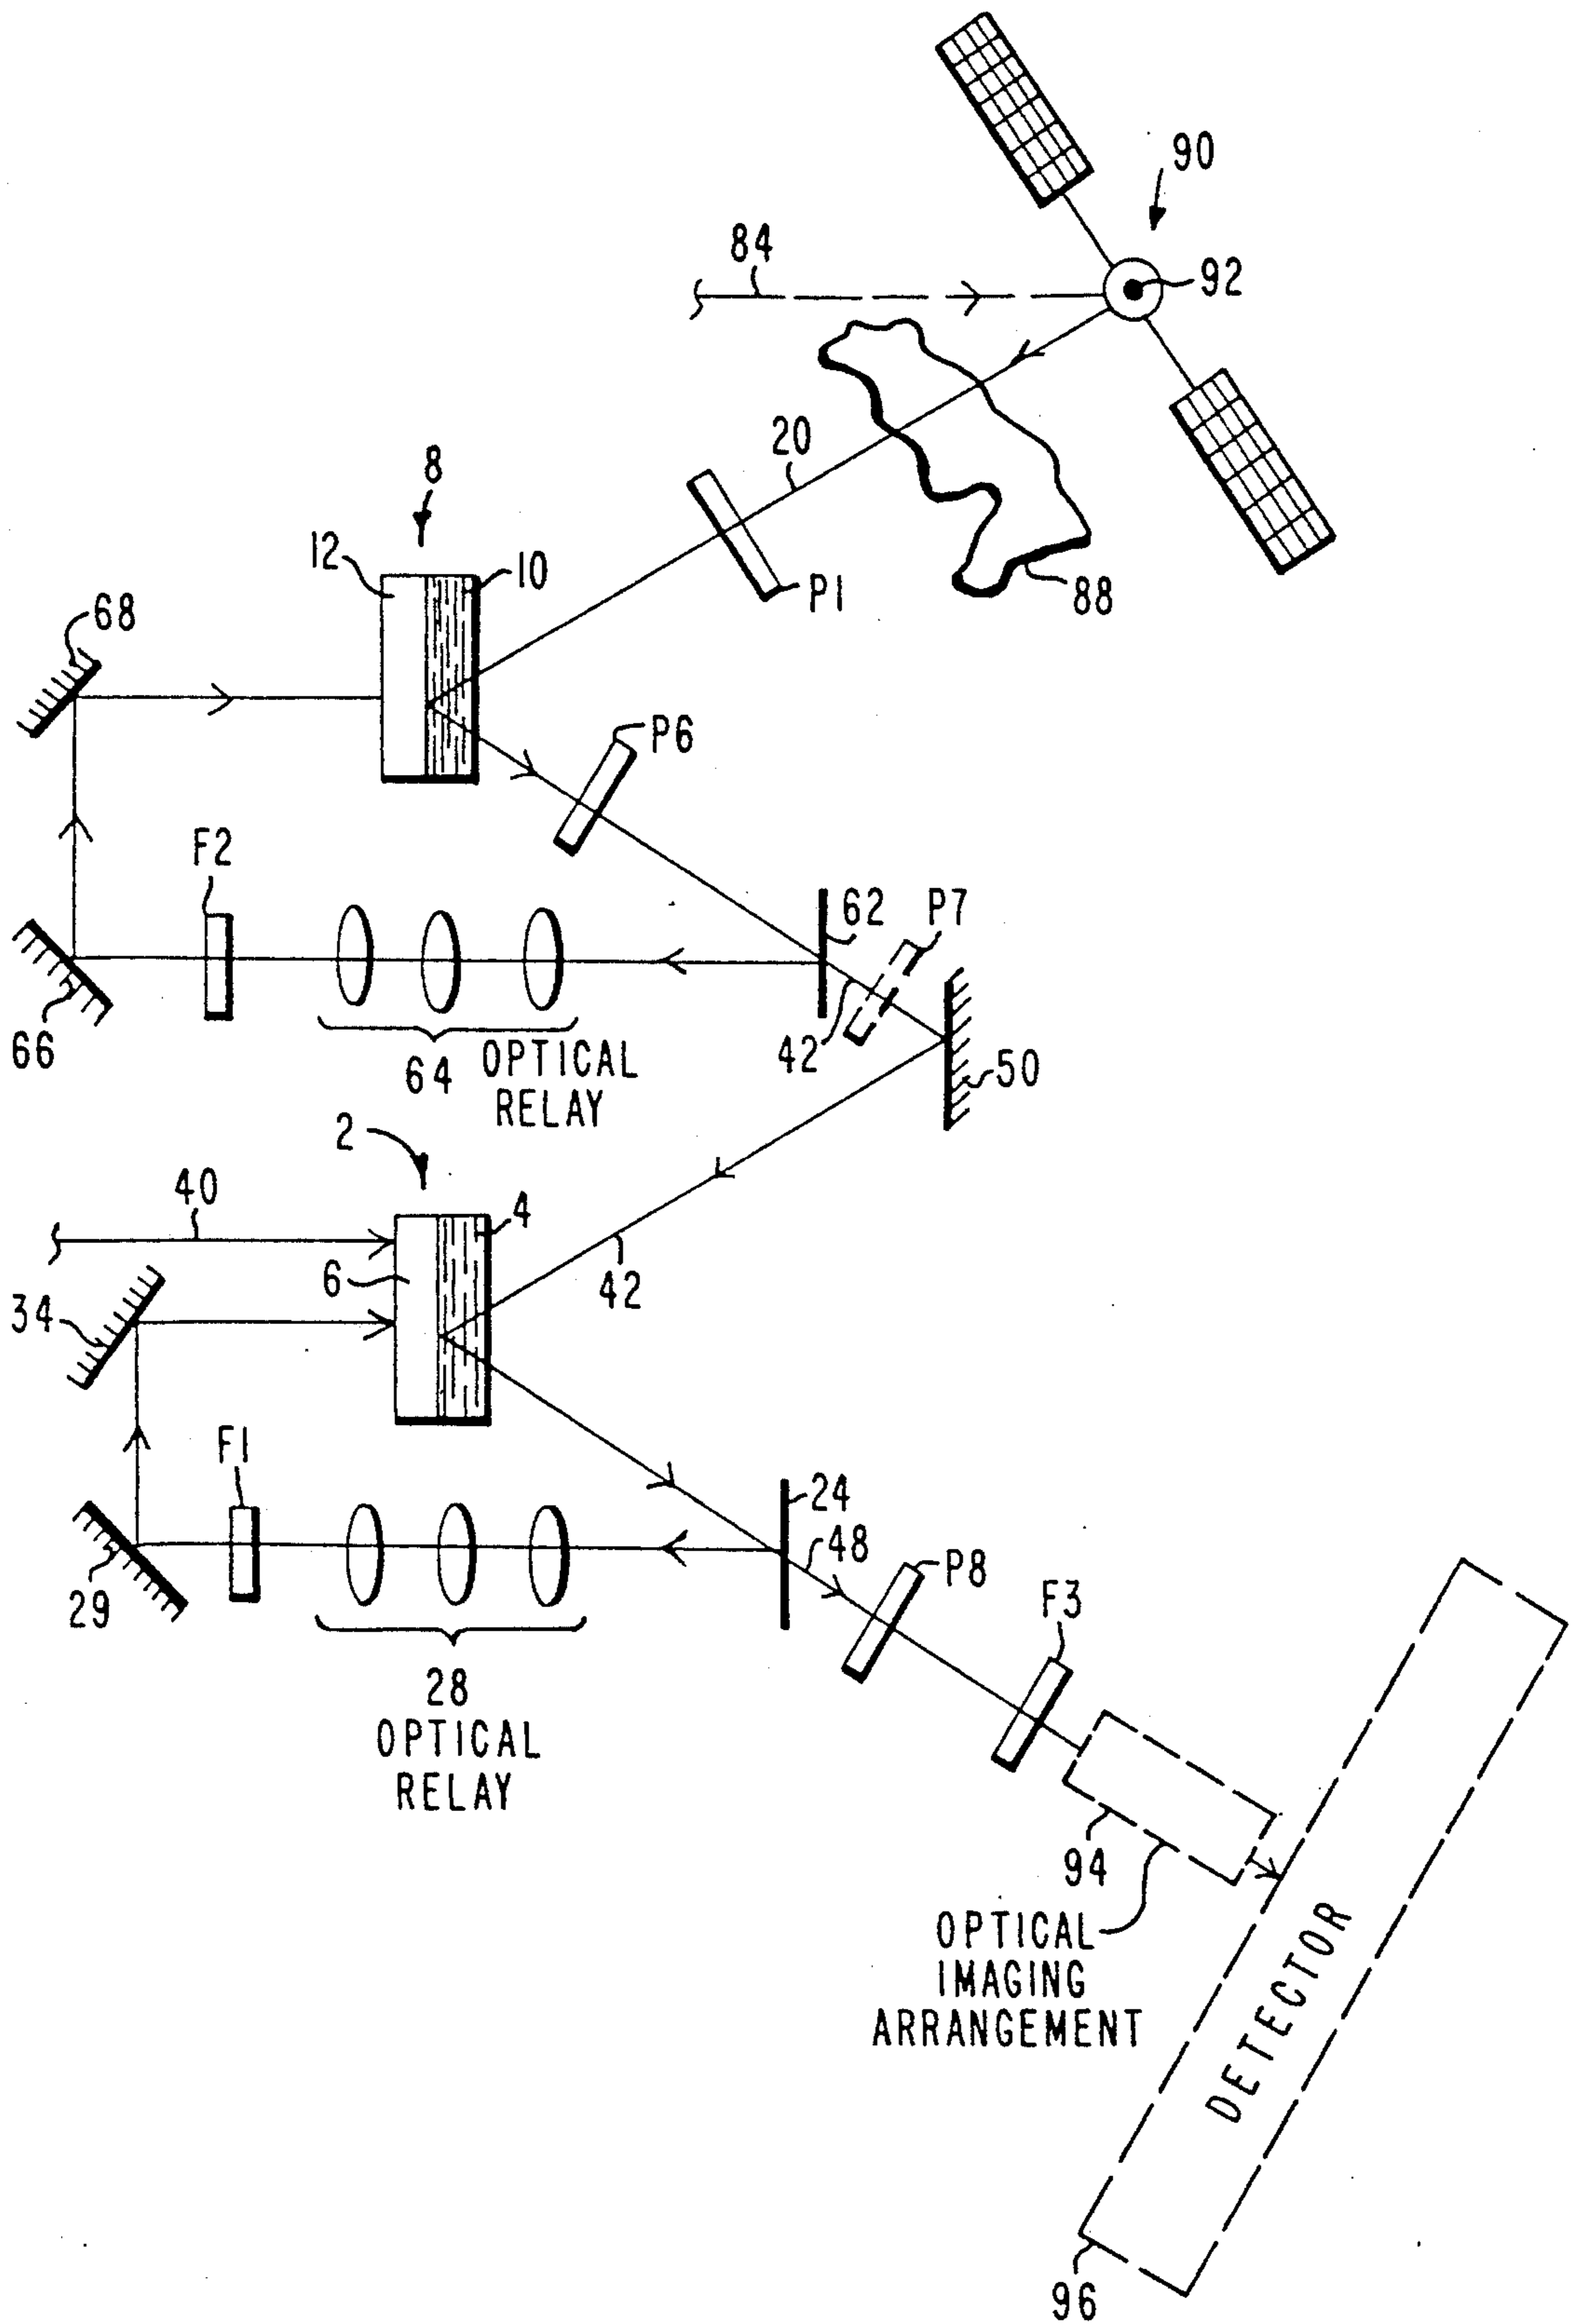 90
84
92
20
8
12
10
P1
88
68
P6
F2
62
P7
66
64
OPTICAL
RELAY
42
50
2
40
4
6
42
34
F1
24
48
P8
29
F3
28
OPTICAL
RELAY
94
OPTICAL
IMAGING
ARRANGEMENT
DETECTOR
96